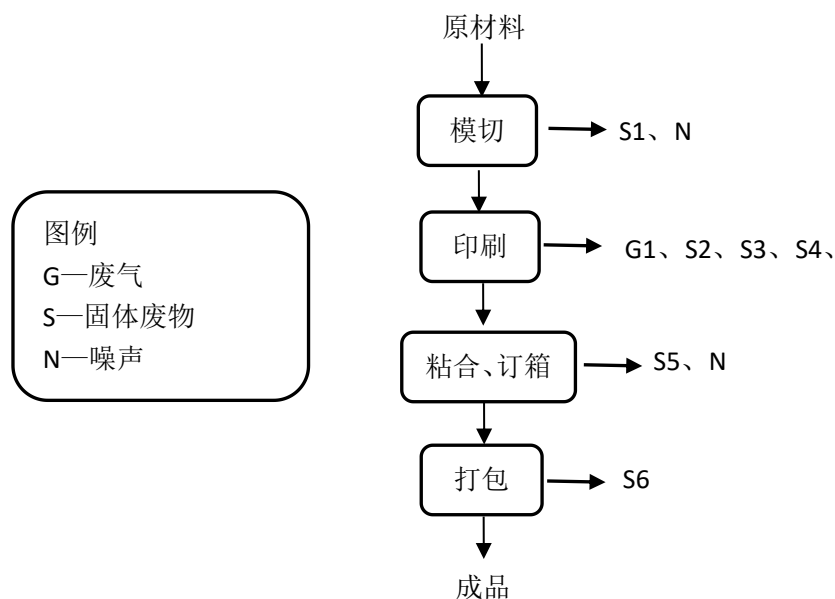 原材料
模切
S1、N
印刷
G1、S2、S3、S4、
粘合、订箱
S5、N
打包
S6
成品
图例
G—废气
S—固体废物
N—噪声